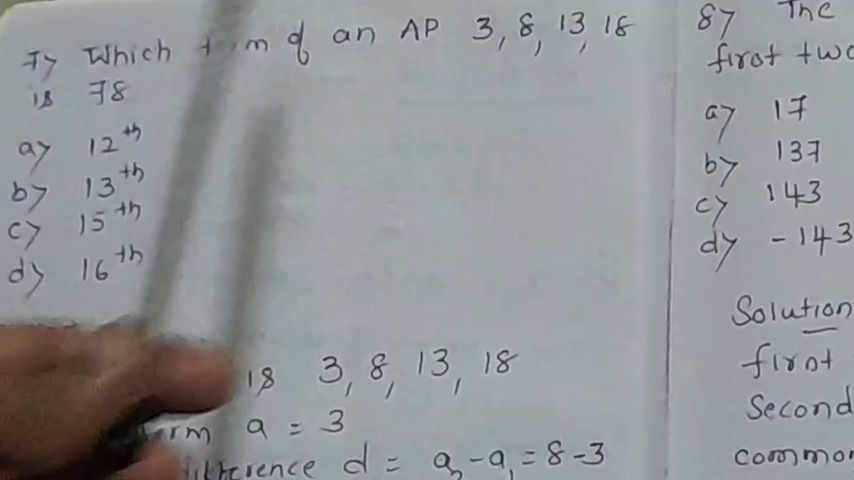 7) Which term of an AP 3, 8, 13, 18
is 78
a) 12th
b) 13th
c) 15th
d) 16th
is 3, 8, 13, 18
a = 3
d = a2 - a1 = 8-3
8) The
first two
a) 17
b) 137
c) 143
d) -143
Solution
first
Second